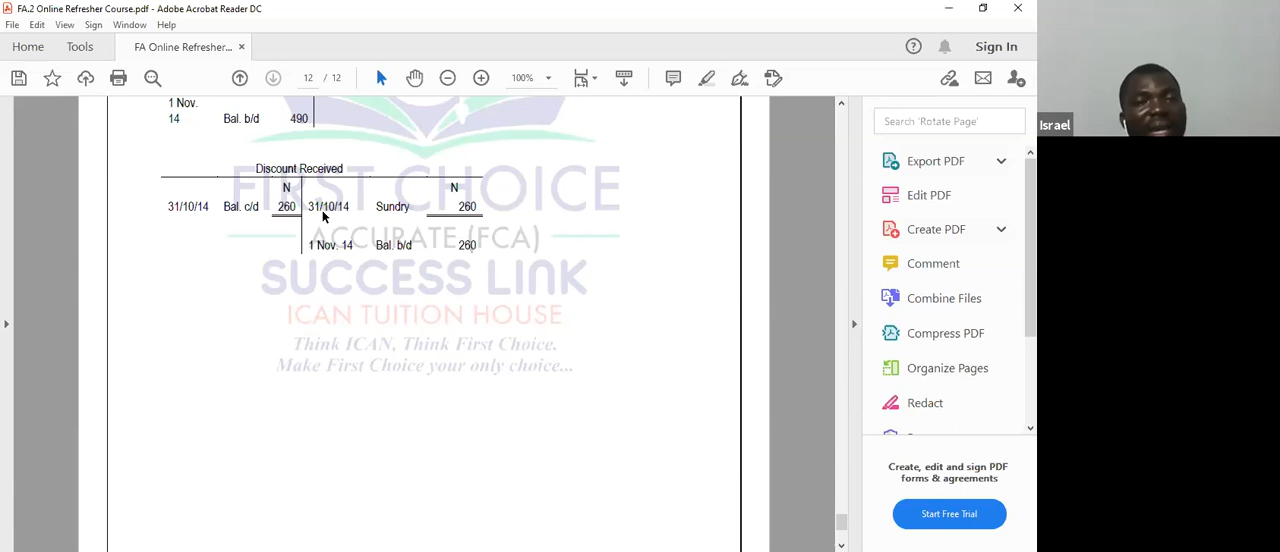 FA.2 Online Refresher Course.pdf - Adobe Acrobat Reader DC
File Edit View Sign Window Help
Home Tools FA Online Refresher... × Sign In
12 / 12 100%
1 Nov.
14 Bal. b/d 490
Discount Received
N N
31/10/14 Bal. c/d 260 31/10/14 Sundry 260
1 Nov. 14 Bal. b/d 260
FIRST CHOICE
ACCURATE (FCA)
SUCCESS LINK
ICAN TUITION HOUSE
Think ICAN, Think First Choice.
Make First Choice your only choice...
Search 'Rotate Page'
Export PDF
Edit PDF
Create PDF
Comment
Combine Files
Compress PDF
Organize Pages
Redact
Create, edit and sign PDF
forms & agreements
Start Free Trial
Israel